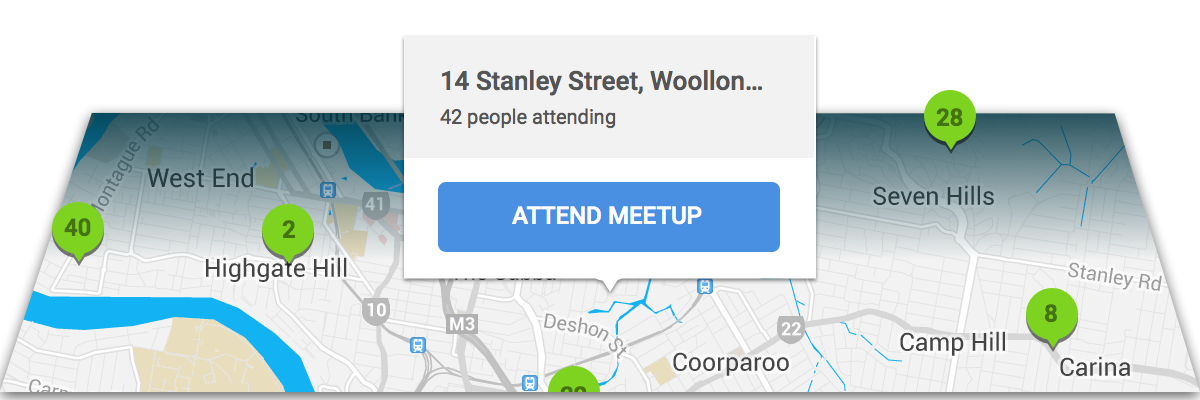 14 Stanley Street, Woollon...
42 people attending
ATTEND MEETUP
South Bank
Montague Rd
West End
41
28
Seven Hills
40
2
Highgate Hill
Stanley Rd
10
M3
Deshon St
22
8
Camp Hill
Coorparoo
Carina